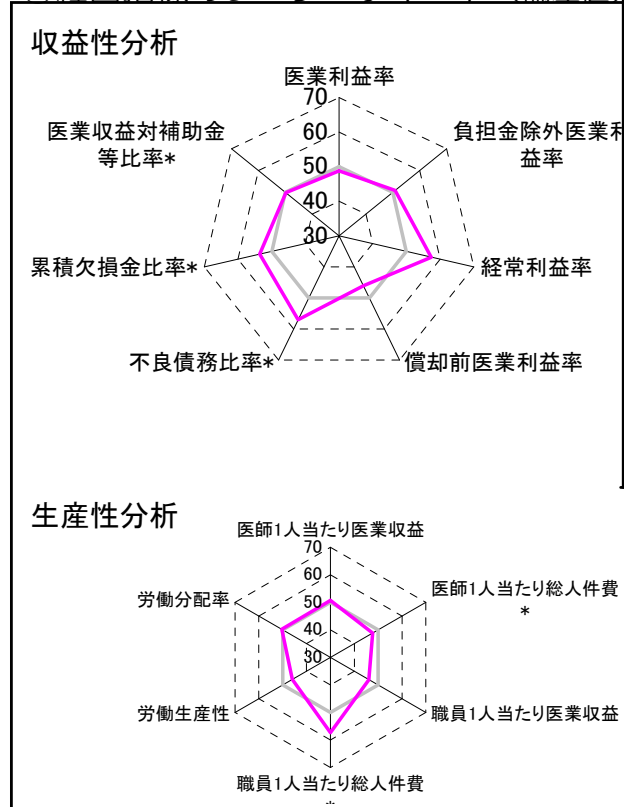 収益性分析
医業利益率
70
医業収益対補助金
等比率*
60
負担金除外医業利
益率
50
40
累積欠損金比率*
30
経常利益率
不良債務比率*
償却前医業利益率
生産性分析
医師1人当たり医業収益
70
労働分配率
60
医師1人当たり総人件費
*
50
40
30
労働生産性
職員1人当たり医業収益
職員1人当たり総人件費
*